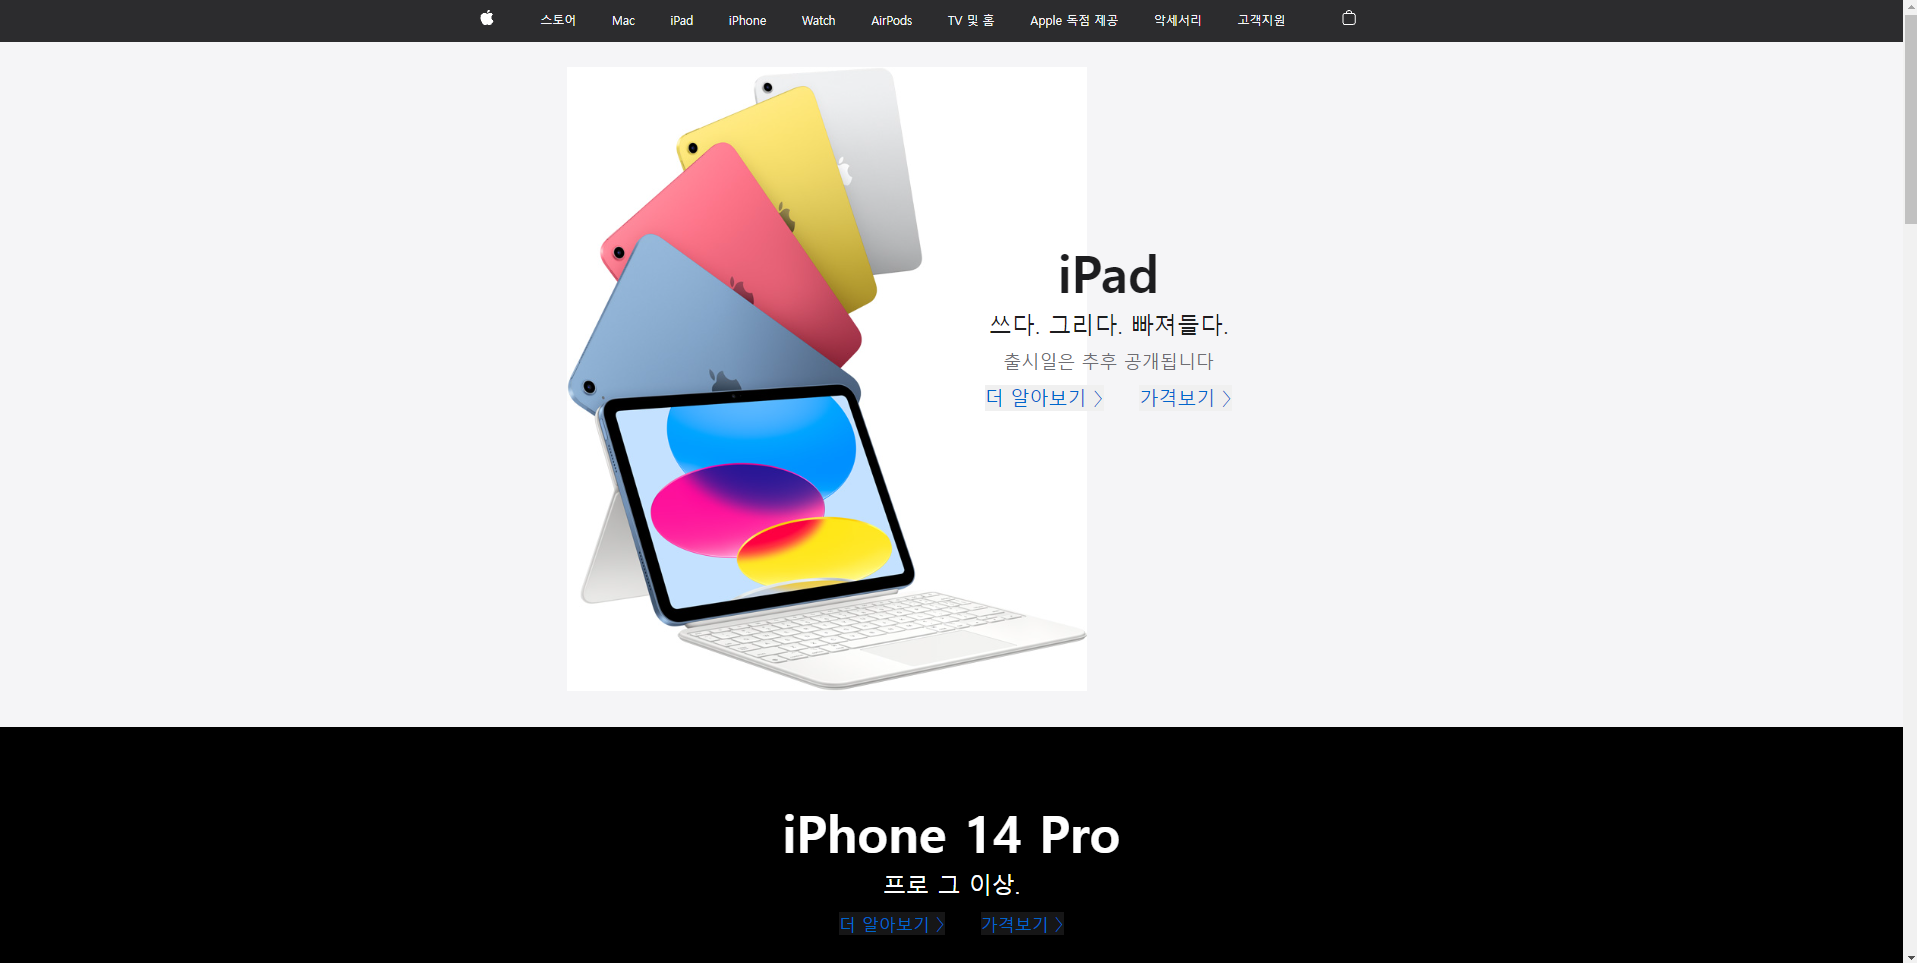 스토어 Mac iPad iPhone Watch AirPods TV 및 홈 Apple 독점 제공 악세서리 고객지원
iPad
쓰다. 그리다. 빠져들다.
출시일은 추후 공개됩니다
더 알아보기 〉 가격보기 〉
iPhone 14 Pro
프로 그 이상.
더 알아보기 〉 가격보기 〉